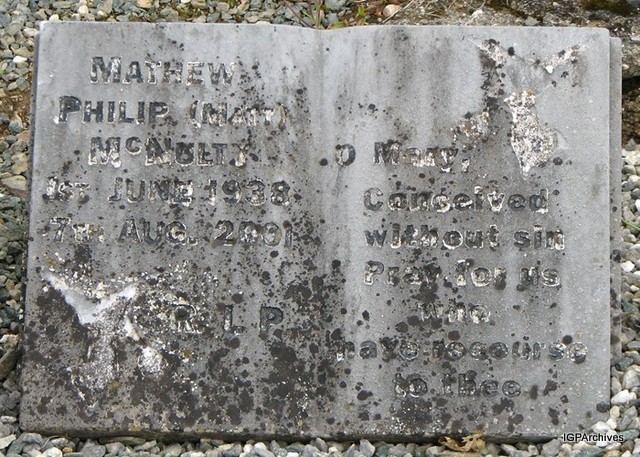 MATHEW
PHILIP (MATT)
McNULTY
1ST JUNE 1938
7TH AUG. 2001
R. I. P
O Mary,
Conceived
without sin
Pray for us
who
have recourse
to thee
IGPArchives